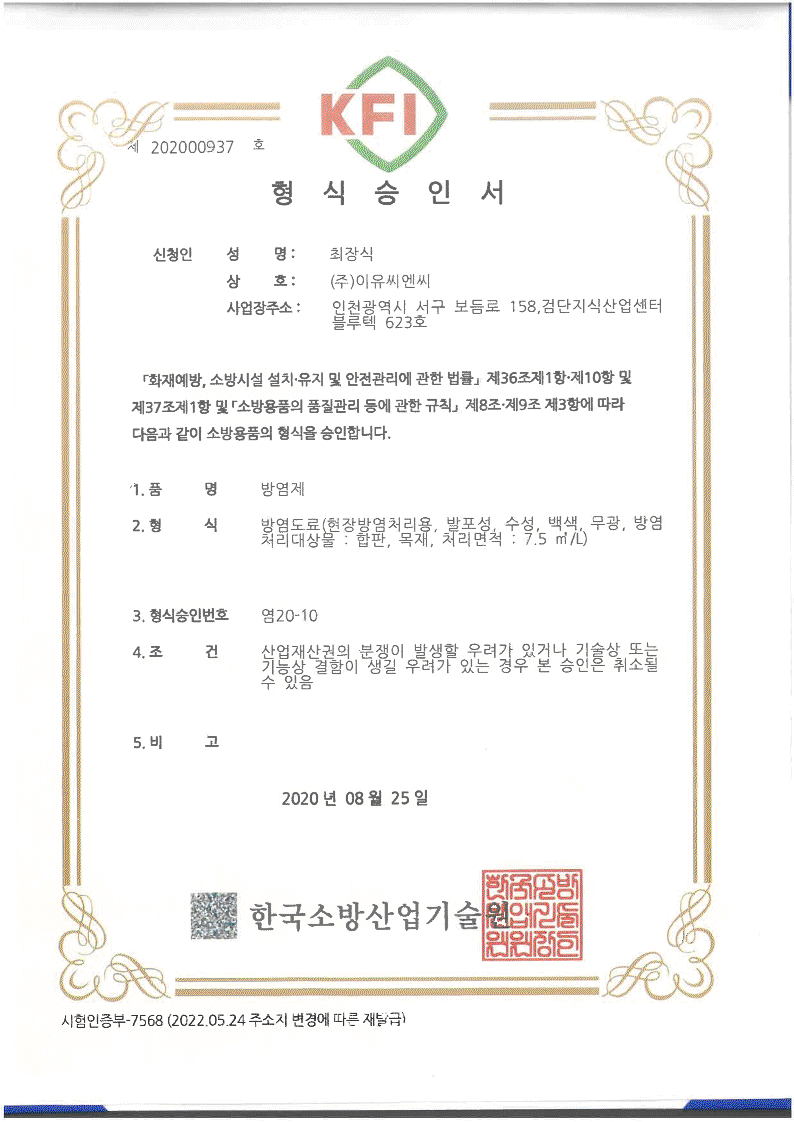 KFI
제 202000937 호
형 식 승 인 서
신청인 성 명 : 최장식
상 호 : (주)이유씨엔씨
사업장주소 : 인천광역시 서구 보듬로 158,검단지식산업센터
블루텍 623호
「화재예방, 소방시설 설치·유지 및 안전관리에 관한 법률」 제36조제1항·제10항 및
제37조제1항 및 「소방용품의 품질관리 등에 관한 규칙」 제8조·제9조 제3항에 따라
다음과 같이 소방용품의 형식을 승인합니다.
1. 품 명 방염제
2. 형 식 방염도료(현장방염처리용, 발포성, 수성, 백색, 무광, 방염
처리대상물 : 합판, 목재, 처리면적 : 7.5 ㎡/L)
3. 형식승인번호 염20-10
4. 조 건 산업재산권의 분쟁이 발생할 우려가 있거나 기술상 또는
기능상 결함이 생길 우려가 있는 경우 본 승인은 취소될
수 있음
5. 비 고
2020 년 08 월 25 일
한국소방산업기술원
시험인증부-7568 (2022.05.24 주소지 변경에 따른 재발급)